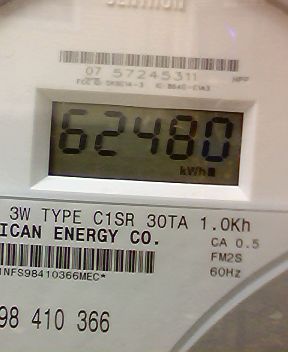 07 57245311
62480
kWh
3W TYPE C1SR 30TA 1.0Kh
ICAN ENERGY CO.
CA 0.5
FM2S
60Hz
INFS98410366MEC*
98 410 366